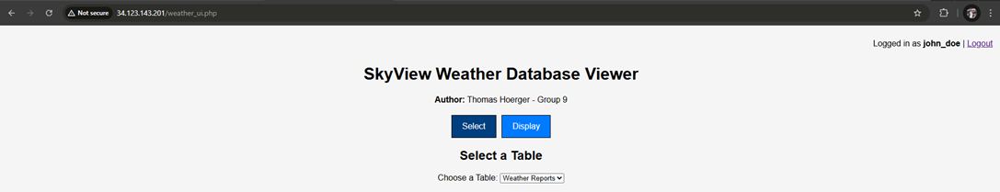 Not secure 34.123.143.201/weather_ui.php
Logged in as john_doe | Logout
SkyView Weather Database Viewer
Author: Thomas Hoerger - Group 9
Select Display
Select a Table
Choose a Table: Weather Reports